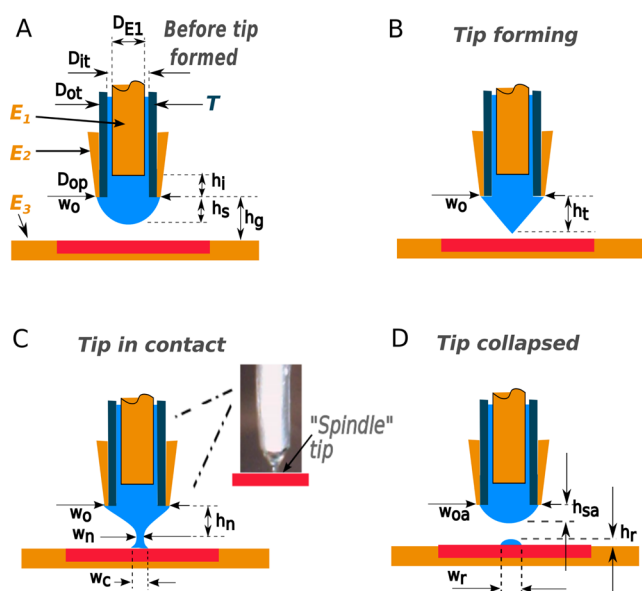 A
D_E1
Before tip
formed
D_it
D_ot
T
E_1
E_2
D_op
h_i
w_o
h_s
h_g
E_3
B
Tip forming
w_o
h_t
C
Tip in contact
"Spindle"
tip
w_o
h_n
w_n
w_c
D
Tip collapsed
w_oa
h_sa
h_r
w_r